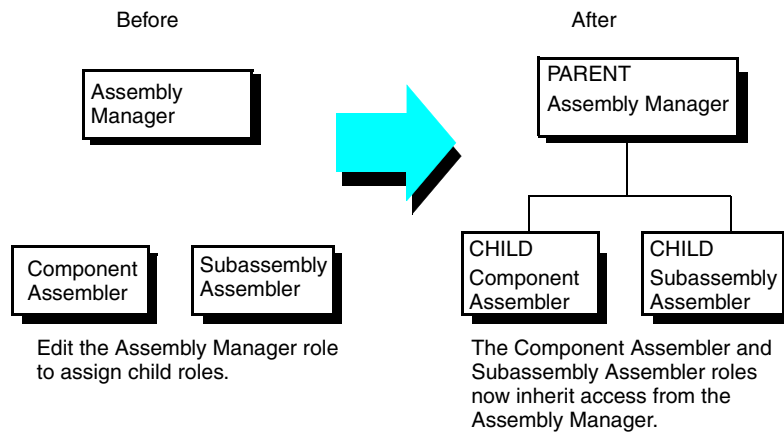 Before
Assembly
Manager
Component
Assembler
Subassembly
Assembler
Edit the Assembly Manager role
to assign child roles.
After
PARENT
Assembly Manager
CHILD
Component
Assembler
CHILD
Subassembly
Assembler
The Component Assembler and
Subassembly Assembler roles
now inherit access from the
Assembly Manager.